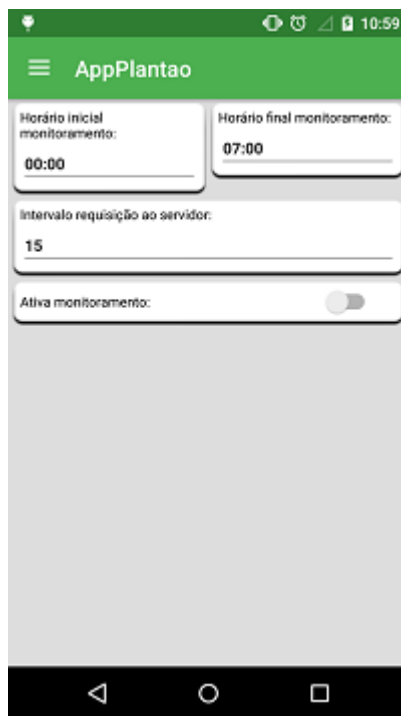 10:59
AppPlantao
Horário inicial
monitoramento:
00:00
Horário final monitoramento:
07:00
Intervalo requisição ao servidor:
15
Ativa monitoramento: